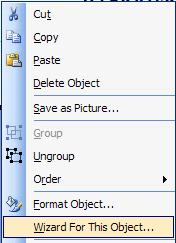 Cut
Copy
Paste
Delete Object
Save as Picture...
Group
Ungroup
Order
Format Object...
Wizard For This Object...